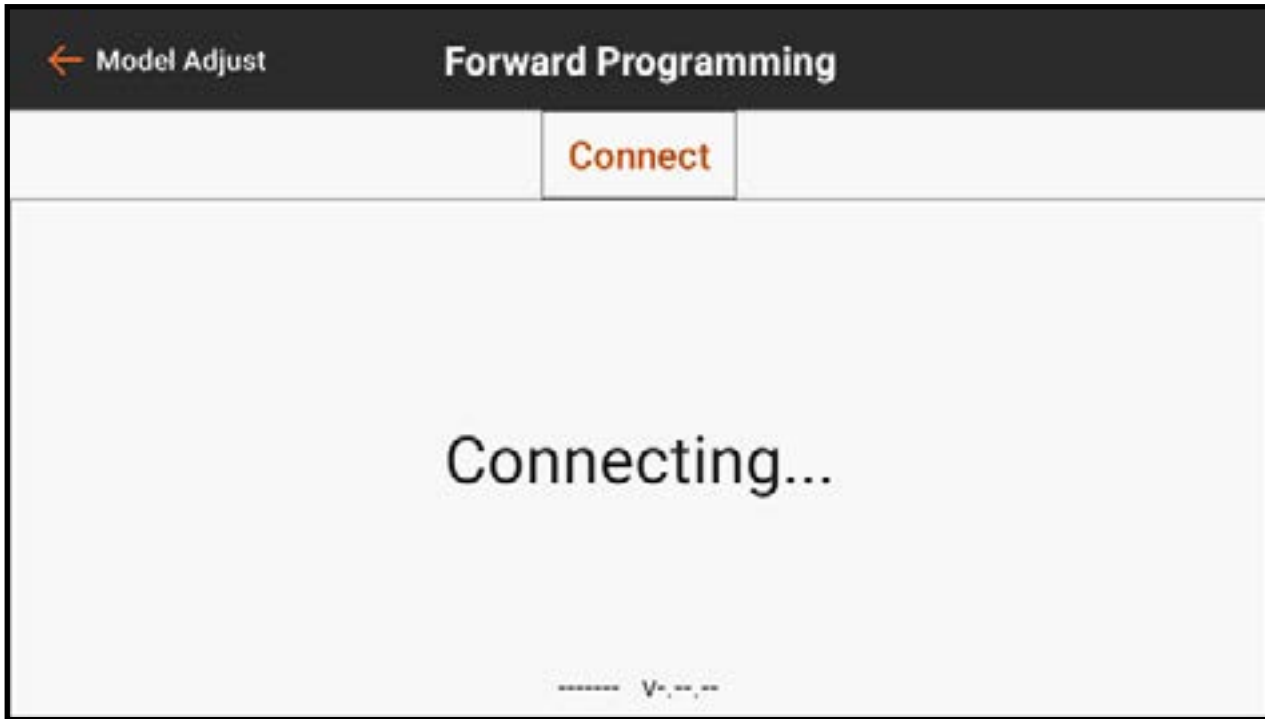 ← Model Adjust Forward Programming
Connect
Connecting...
------- v-.--.--